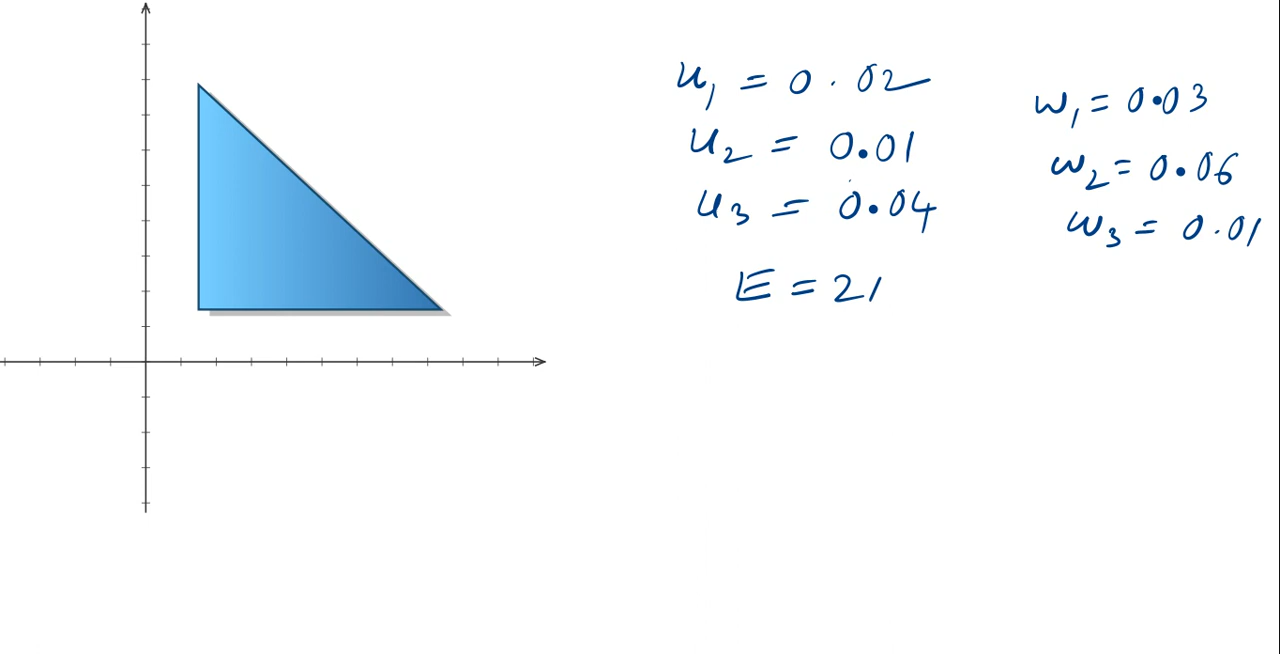 u₁ = 0.02
u₂ = 0.01
u₃ = 0.04
E = 21
w₁ = 0.03
w₂ = 0.06
w₃ = 0.01